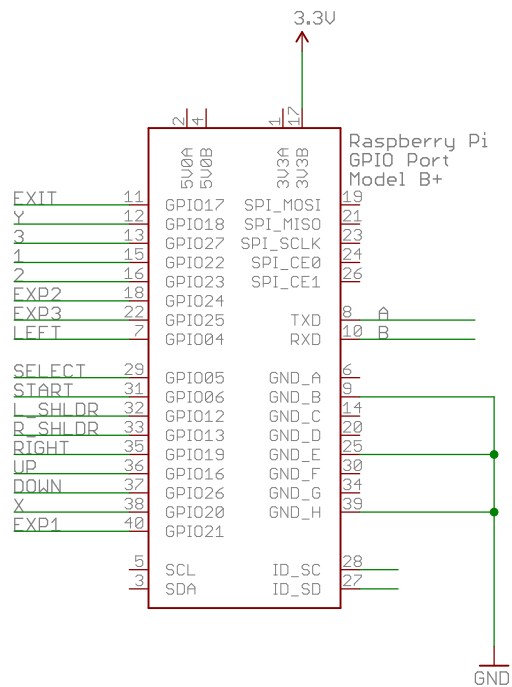 3.3V
2 4 1 17
5V0A 5V0B 3V3A 3V3B
Raspberry Pi
GPIO Port
Model B+
EXIT 11 GPIO17 SPI_MOSI 19
Y 12 GPIO18 SPI_MISO 21
3 13 GPIO27 SPI_SCLK 23
1 15 GPIO22 SPI_CE0 24
2 16 GPIO23 SPI_CE1 26
EXP2 18 GPIO24
EXP3 22 GPIO25 TXD 8 A
LEFT 7 GPIO04 RXD 10 B
SELECT 29 GPIO05 GND_A 6
START 31 GPIO06 GND_B 9
L_SHLDR 32 GPIO12 GND_C 14
R_SHLDR 33 GPIO13 GND_D 20
RIGHT 35 GPIO19 GND_E 25
UP 36 GPIO16 GND_F 30
DOWN 37 GPIO26 GND_G 34
X 38 GPIO20 GND_H 39
EXP1 40 GPIO21
5 SCL ID_SC 28
3 SDA ID_SD 27
GND